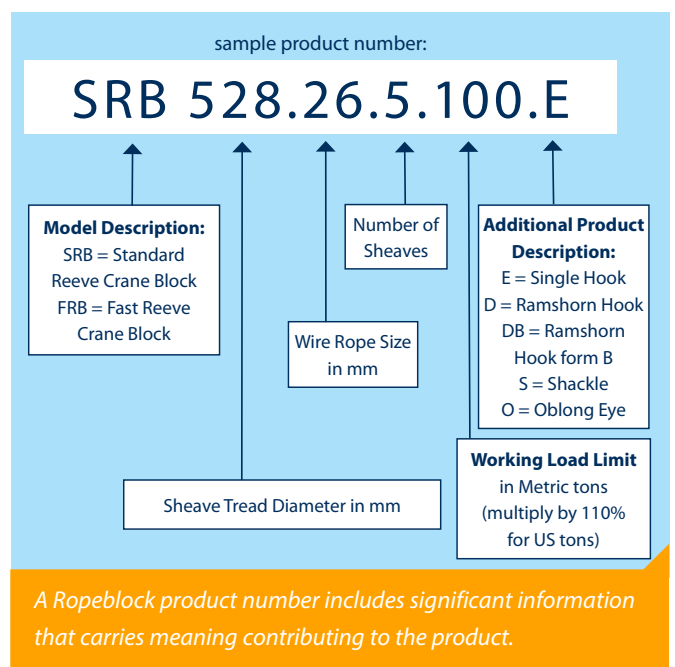 sample product number:
SRB 528.26.5.100.E
Model Description:
SRB = Standard
Reeve Crane Block
FRB = Fast Reeve
Crane Block
Number of
Sheaves
Additional Product
Description:
E = Single Hook
D = Ramshorn Hook
DB = Ramshorn
Hook form B
S = Shackle
O = Oblong Eye
Wire Rope Size
in mm
Sheave Tread Diameter in mm
Working Load Limit
in Metric tons
(multiply by 110%
for US tons)
A Ropeblock product number includes significant information
that carries meaning contributing to the product.